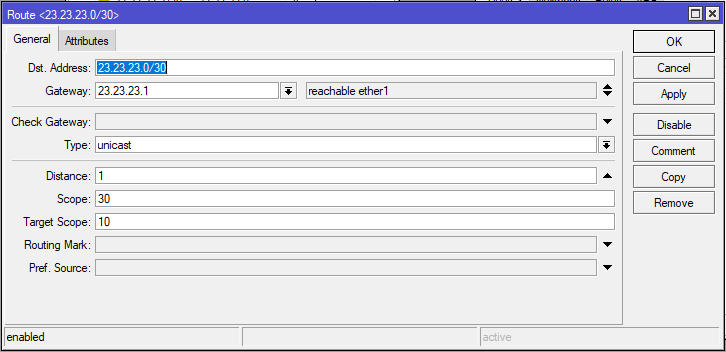 Route <23.23.23.0/30>
General Attributes
Dst. Address: 23.23.23.0/30
Gateway: 23.23.23.1 reachable ether1
Check Gateway:
Type: unicast
Distance: 1
Scope: 30
Target Scope: 10
Routing Mark:
Pref. Source:
OK
Cancel
Apply
Disable
Comment
Copy
Remove
enabled active